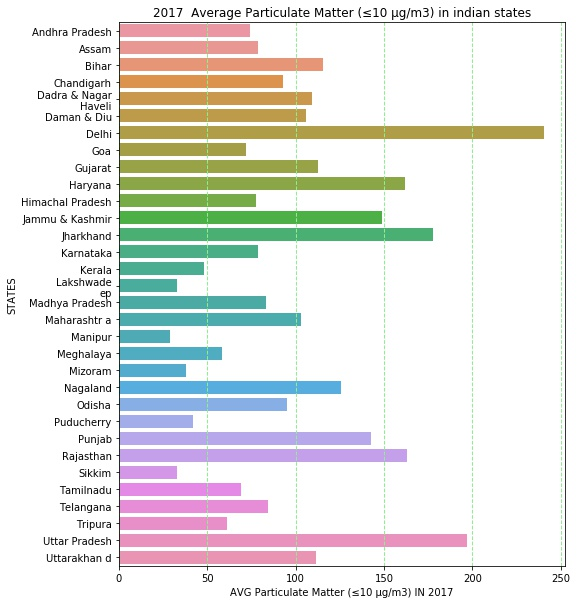 2017  Average Particulate Matter (≤10 μg/m3) in indian states
Andhra Pradesh
Assam
Bihar
Chandigarh
Dadra & Nagar
Haveli
Daman & Diu
Delhi
Goa
Gujarat
Haryana
Himachal Pradesh
Jammu & Kashmir
Jharkhand
Karnataka
Kerala
Lakshwade
ep
Madhya Pradesh
Maharashtr a
Manipur
Meghalaya
Mizoram
Nagaland
Odisha
Puducherry
Punjab
Rajasthan
Sikkim
Tamilnadu
Telangana
Tripura
Uttar Pradesh
Uttarakhan d
STATES
0 50 100 150 200 250
AVG Particulate Matter (≤10 μg/m3) IN 2017